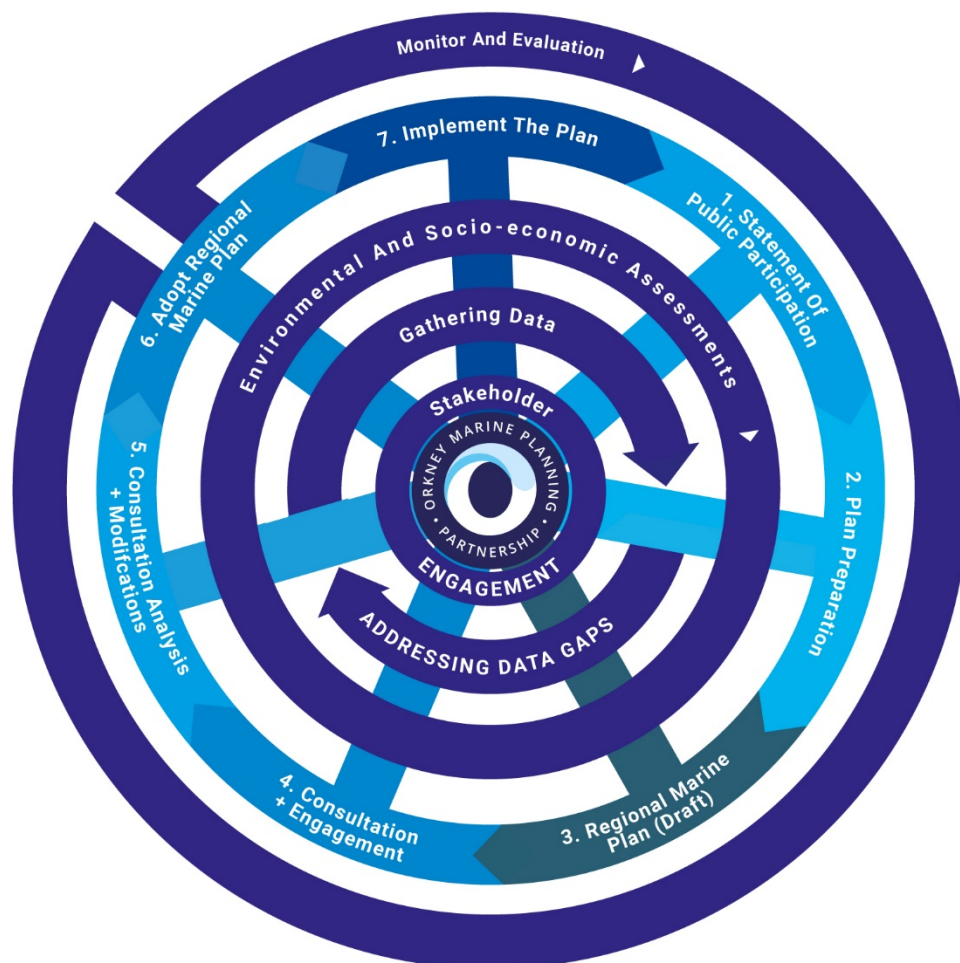 Monitor And Evaluation
7. Implement The Plan
1. Statement Of
Public Participation
2. Plan Preparation
3. Regional Marine
Plan (Draft)
4. Consultation
+ Engagement
5. Consultation Analysis
+ Modifcations
6. Adopt Regional
Marine Plan
Environmental And Socio-economic Assessments
Gathering Data
ADDRESSING DATA GAPS
Stakeholder
ENGAGEMENT
ORKNEY MARINE PLANNING
• PARTNERSHIP •